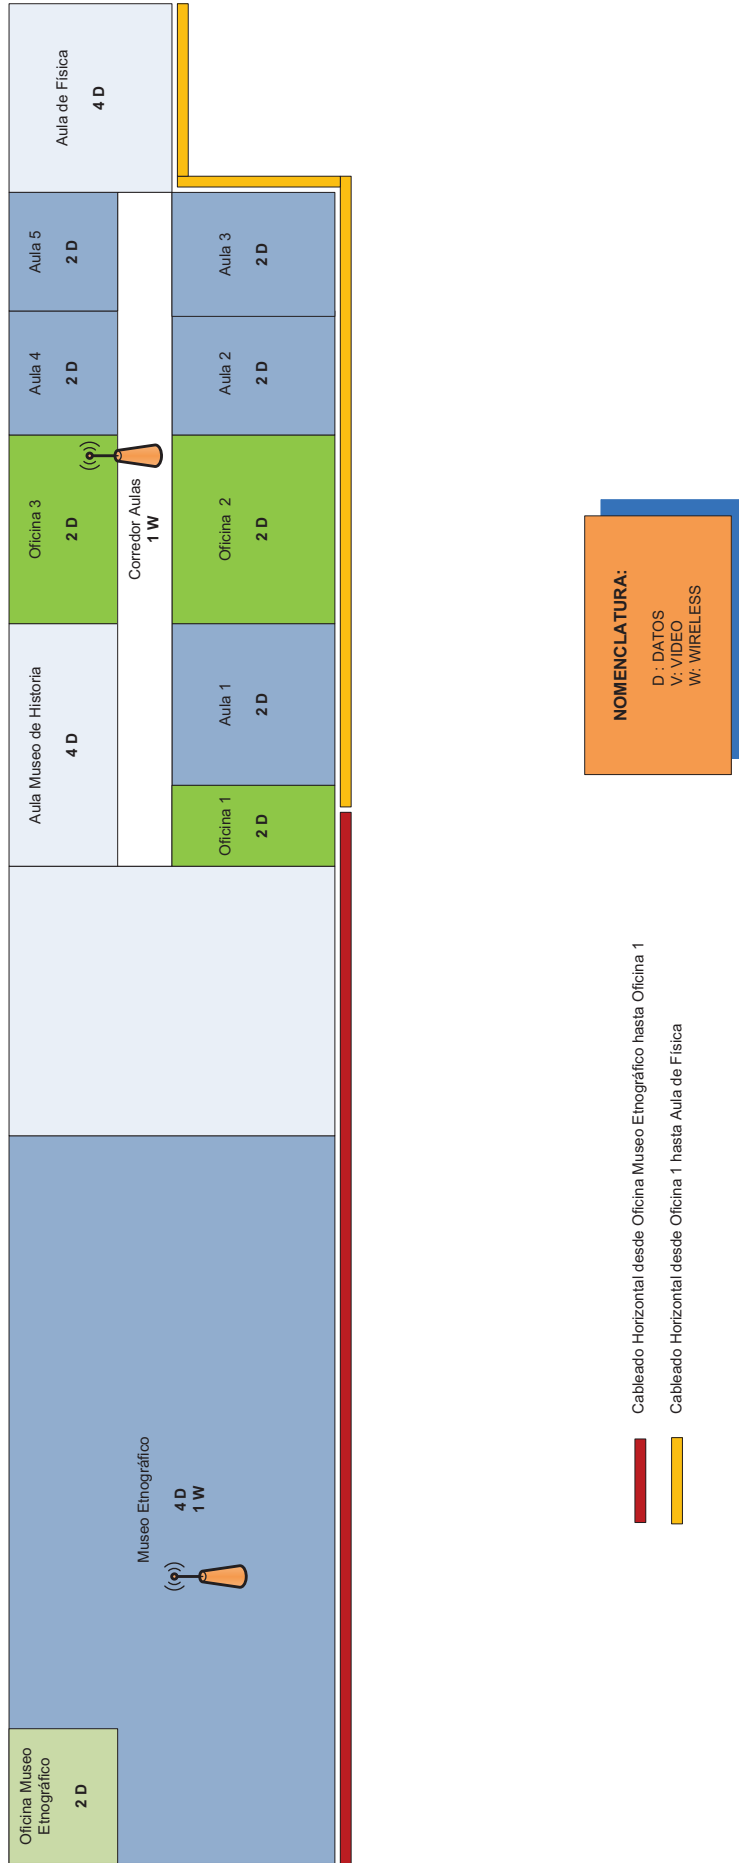 Oficina Museo
Etnográfico
2 D
Museo Etnográfico
4 D
1 W
Aula Museo de Historia
4 D
Oficina 3
2 D
Aula 4
2 D
Aula 5
2 D
Aula de Física
4 D
Corredor Aulas
1 W
Oficina 1
2 D
Aula 1
2 D
Oficina 2
2 D
Aula 2
2 D
Aula 3
2 D
Cableado Horizontal desde Oficina Museo Etnográfico hasta Oficina 1
Cableado Horizontal desde Oficina 1 hasta Aula de Física
NOMENCLATURA:
D : DATOS
V: VIDEO
W: WIRELESS